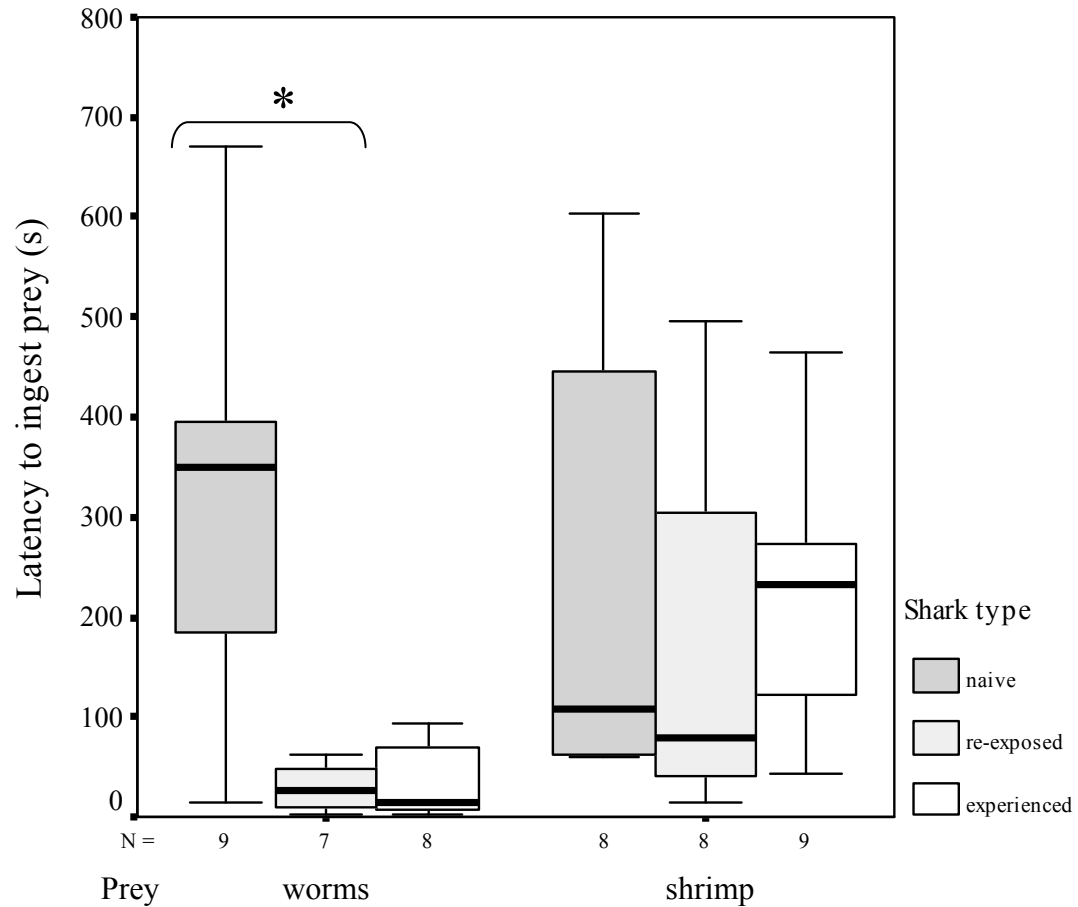 800
700
600
500
400
300
200
100
0
Latency to ingest prey (s)
*
Shark type
naive
re-exposed
experienced
N = 9 7 8 8 8 9
Prey worms shrimp